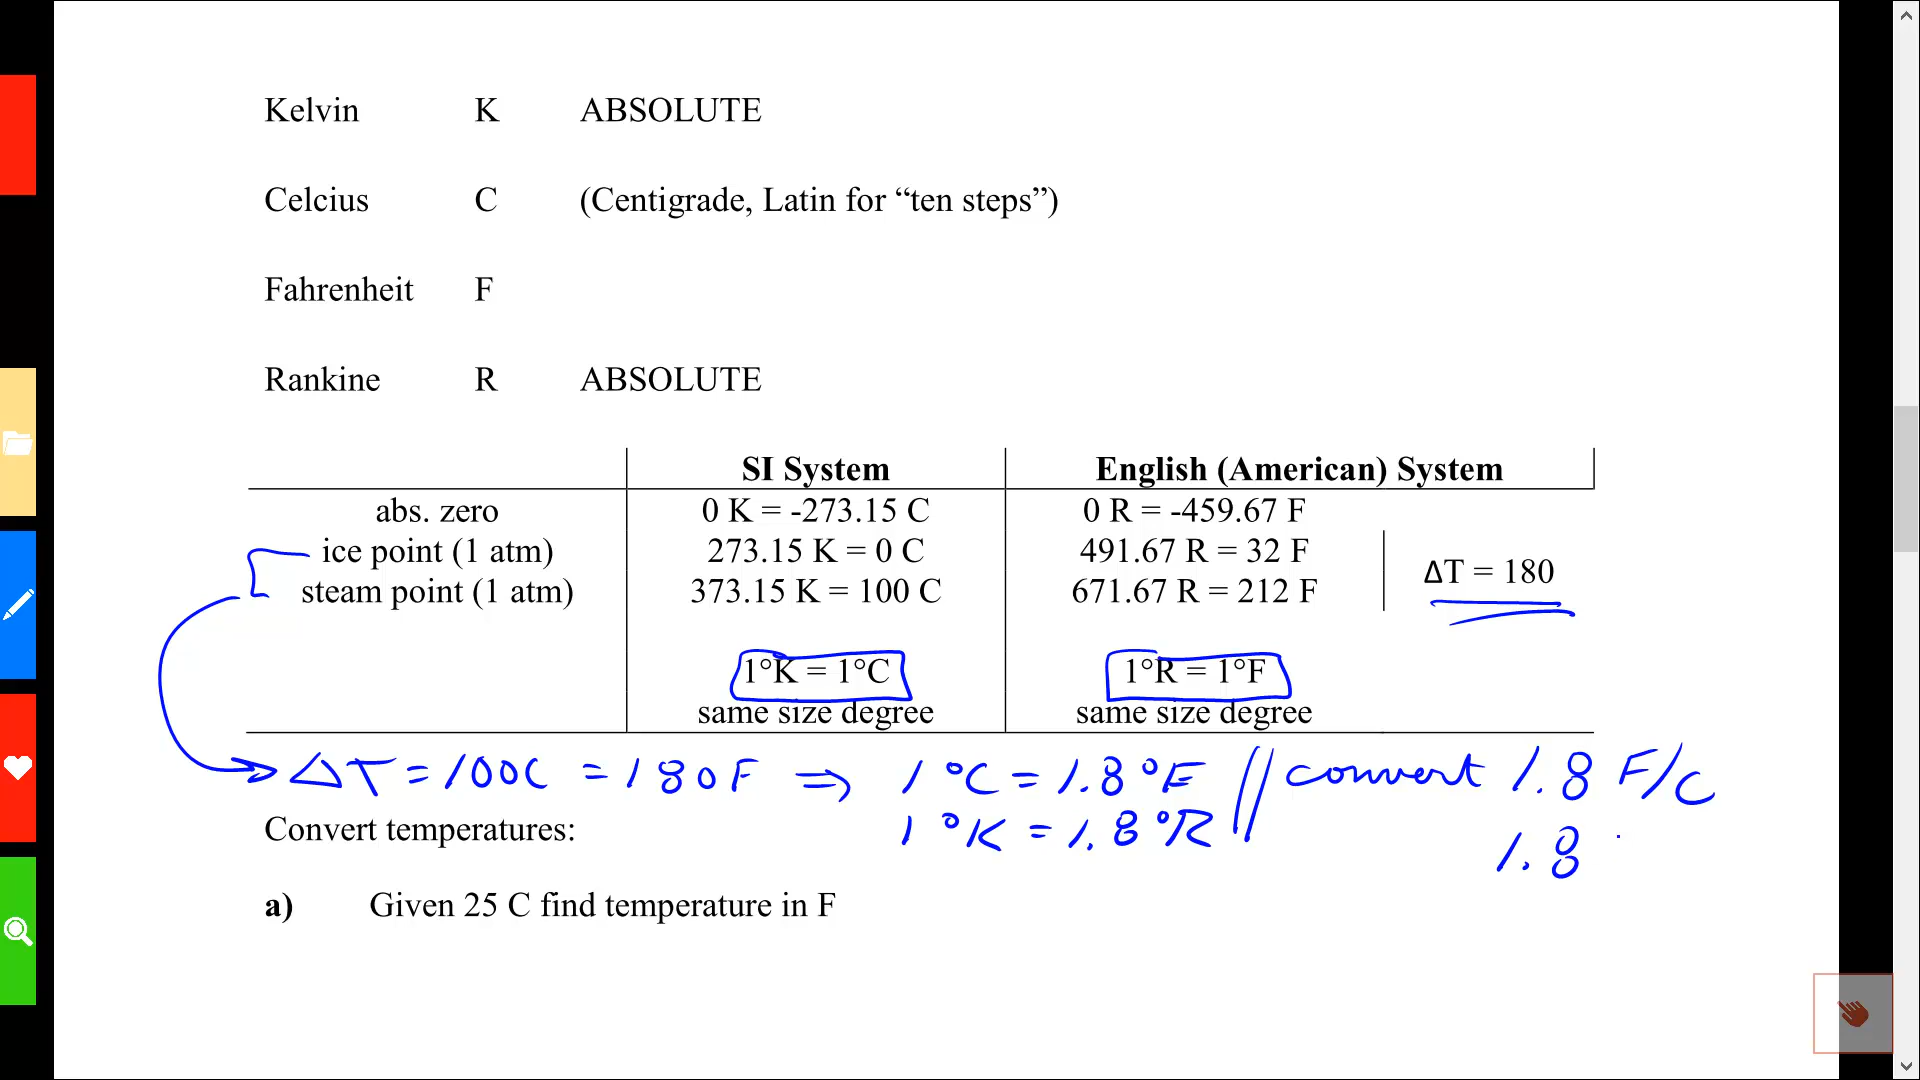 Kelvin K ABSOLUTE
Celcius C (Centigrade, Latin for “ten steps”)
Fahrenheit F
Rankine R ABSOLUTE
SI System English (American) System
abs. zero 0 K = -273.15 C 0 R = -459.67 F
ice point (1 atm) 273.15 K = 0 C 491.67 R = 32 F
ΔT = 180
steam point (1 atm) 373.15 K = 100 C 671.67 R = 212 F
1°K = 1°C 1°R = 1°F
same size degree same size degree
ΔT = 100C = 180F ⇒ 1°C = 1.8°F // convert 1.8 F/C
1°K = 1.8°R 1.8
Convert temperatures:
a) Given 25 C find temperature in F